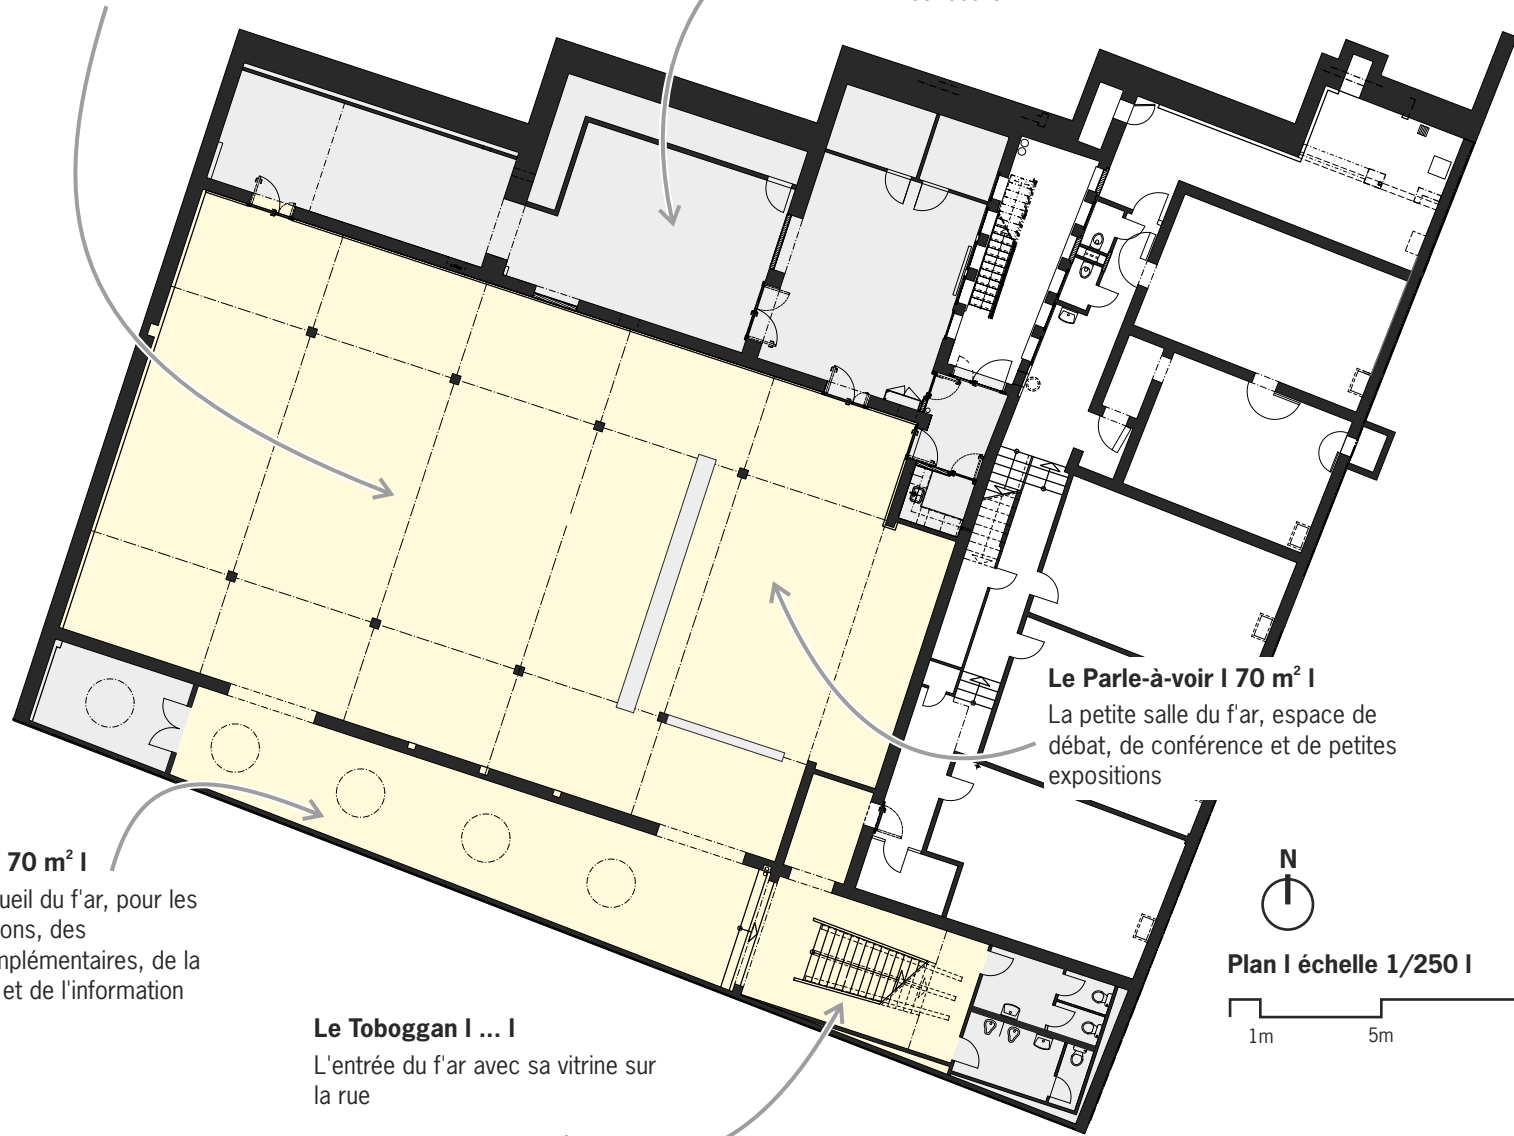 Le Parle-à-voir l 70 m² l
La petite salle du f'ar, espace de
débat, de conférence et de petites
expositions
70 m² l
ueil du f'ar, pour les
ons, des
mplémentaires, de la
et de l'information
Le Toboggan l ... l
L'entrée du f'ar avec sa vitrine sur
la rue
N
Plan l échelle 1/250 l
1m 5m